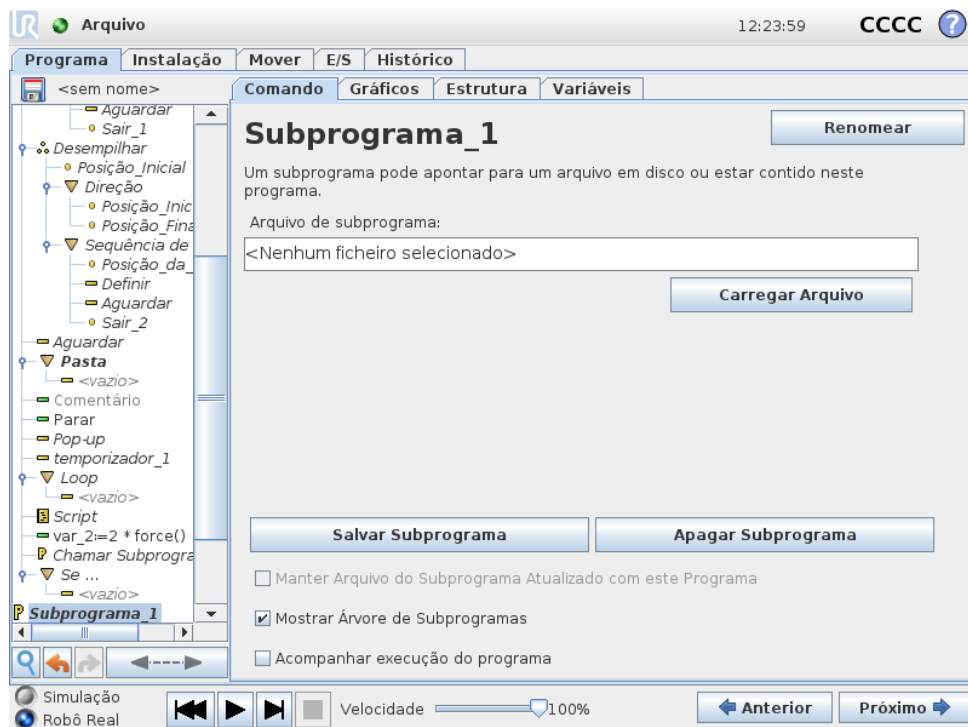 UR Arquivo 12:23:59 CCCC ?
Programa Instalação Mover E/S Histórico
<sem nome> Comando Gráficos Estrutura Variáveis
Aguardar
Sair_1
Desempilhar
Posição_Inicial
Direção
Posição_Inic
Posição_Fina
Sequência de
Posição_da_
Definir
Aguardar
Sair_2
Aguardar
Pasta
<vazio>
Comentário
Parar
Pop-up
temporizador_1
Loop
<vazio>
Script
var_2:=2 * force()
Chamar Subprogra
Se ...
<vazio>
Subprograma_1
Subprograma_1 Renomear
Um subprograma pode apontar para um arquivo em disco ou estar contido neste
programa.
Arquivo de subprograma:
<Nenhum ficheiro selecionado>
Carregar Arquivo
Salvar Subprograma Apagar Subprograma
Manter Arquivo do Subprograma Atualizado com este Programa
Mostrar Árvore de Subprogramas
Acompanhar execução do programa
Simulação
Robô Real
Velocidade 100% Anterior Próximo